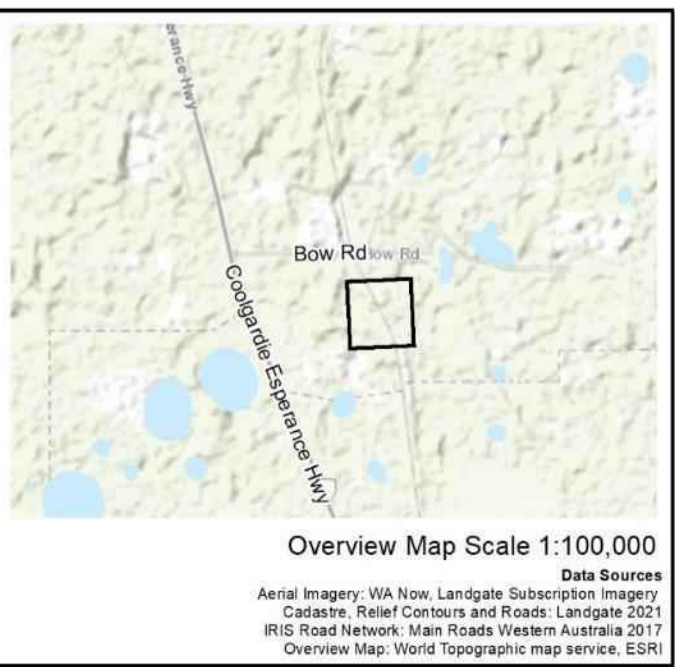 erance-Hwy
Bow Rd
ow Rd
Coolgardie-Esperance Hwy
Overview Map Scale 1:100,000
Data Sources
Aerial Imagery: WA Now, Landgate Subscription Imagery
Cadastre, Relief Contours and Roads: Landgate 2021
IRIS Road Network: Main Roads Western Australia 2017
Overview Map: World Topographic map service, ESRI